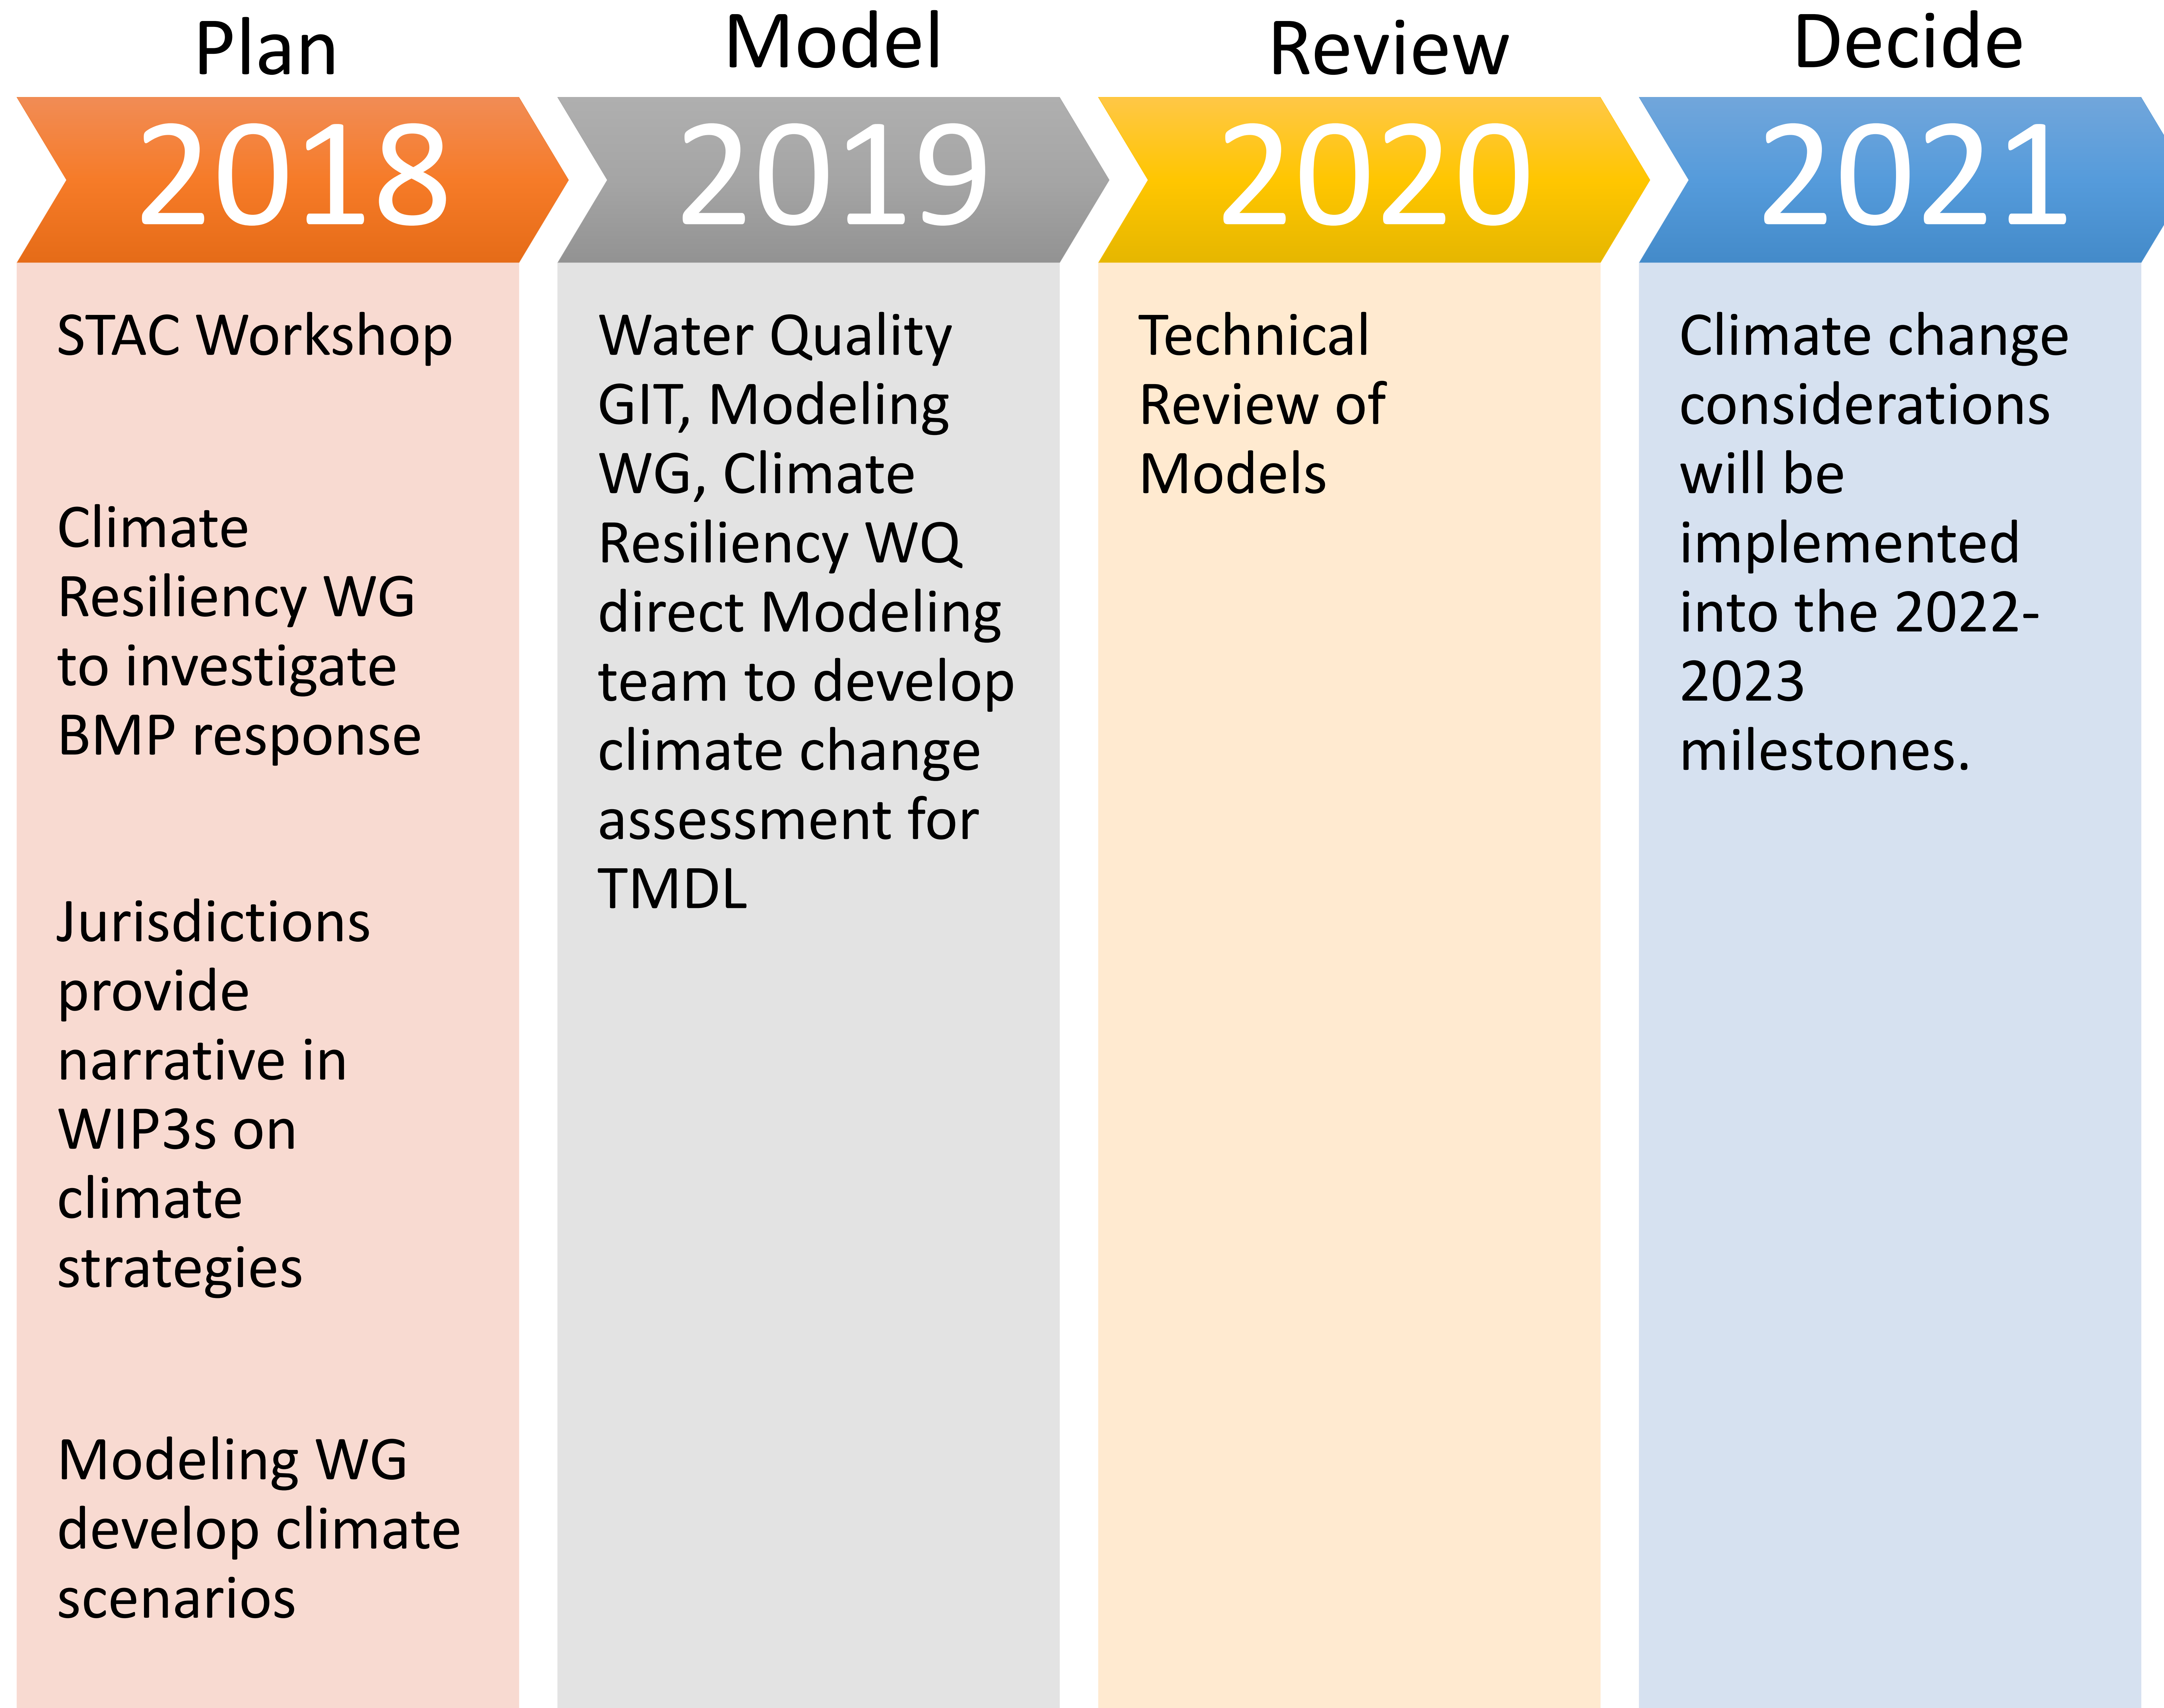 Plan
2018
STAC Workshop
Climate
Resiliency WG
to investigate
BMP response
Jurisdictions
provide
narrative in
WIP3s on
climate
strategies
Modeling WG
develop climate
scenarios
Model
2019
Water Quality
GIT, Modeling
WG, Climate
Resiliency WQ
direct Modeling
team to develop
climate change
assessment for
TMDL
Review
2020
Technical
Review of
Models
Decide
2021
Climate change
considerations
will be
implemented
into the 2022-
2023
milestones.